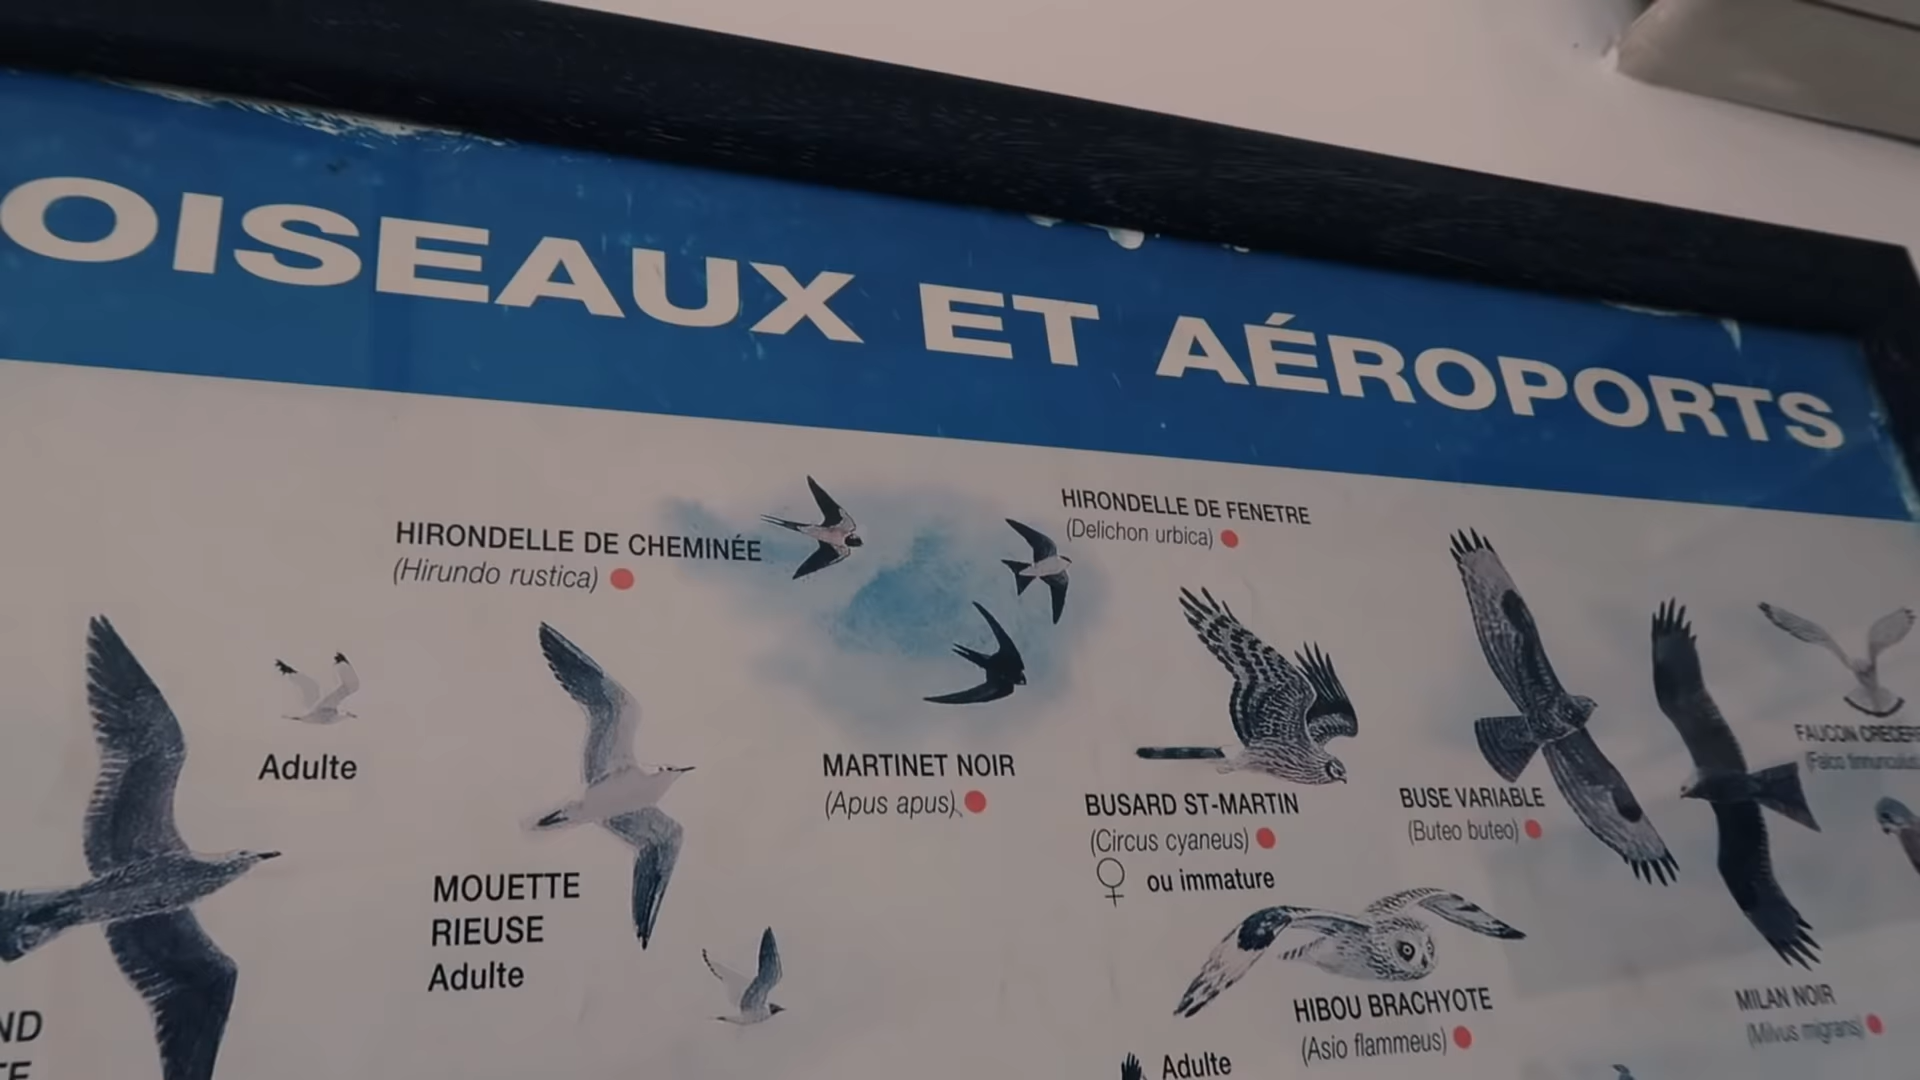 OISEAUX ET AÉROPORTS
HIRONDELLE DE CHEMINÉE
(Hirundo rustica)
HIRONDELLE DE FENETRE
(Delichon urbica)
Adulte
MOUETTE
RIEUSE
Adulte
MARTINET NOIR
(Apus apus)
BUSARD ST-MARTIN
(Circus cyaneus)
♀ ou immature
BUSE VARIABLE
(Buteo buteo)
FAUCON
HIBOU BRACHYOTE
(Asio flammeus)
MILAN NOIR
(Milvus migrans)
Adulte
ND